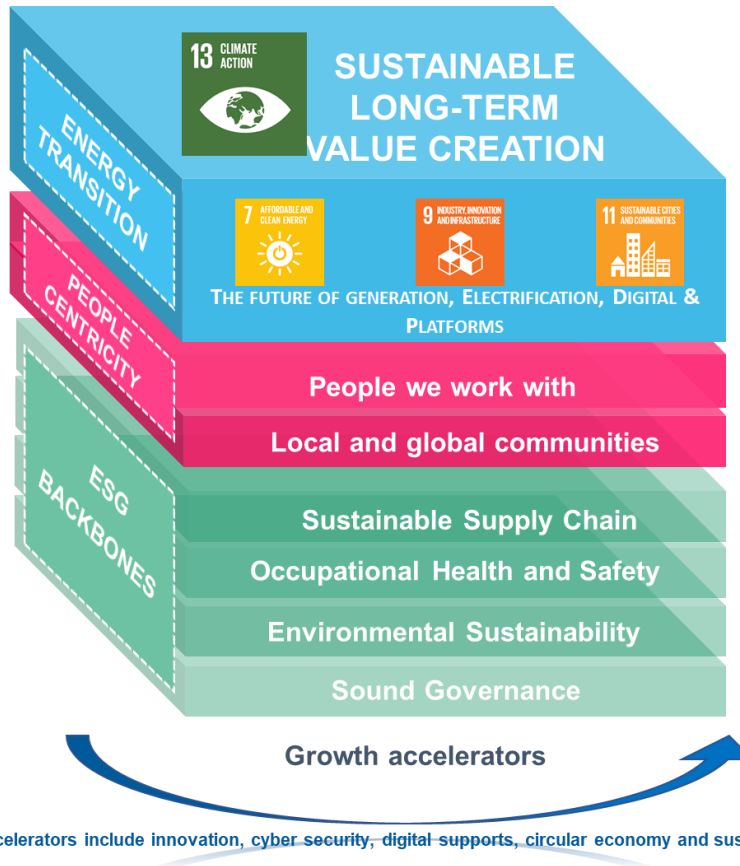 13 CLIMATE ACTION
SUSTAINABLE
LONG-TERM
VALUE CREATION
ENERGY
TRANSITION
7 AFFORDABLE AND CLEAN ENERGY
9 INDUSTRY, INNOVATION AND INFRASTRUCTURE
11 SUSTAINABLE CITIES AND COMMUNITIES
THE FUTURE OF GENERATION, ELECTRIFICATION, DIGITAL &
PLATFORMS
PEOPLE
CENTRICITY
People we work with
Local and global communities
ESG
BACKBONES
Sustainable Supply Chain
Occupational Health and Safety
Environmental Sustainability
Sound Governance
Growth accelerators
celerators include innovation, cyber security, digital supports, circular economy and sus